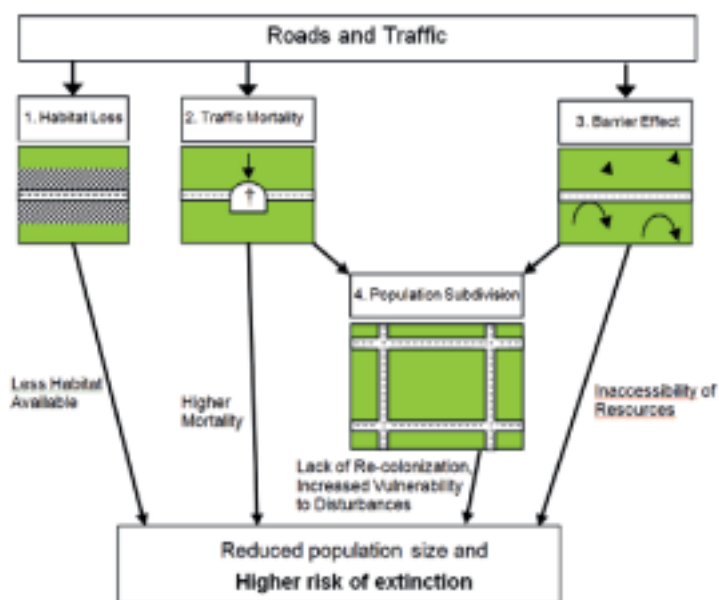 Roads and Traffic
1. Habitat Loss
2. Traffic Mortality
3. Barrier Effect
4. Population Subdivision
Less Habitat
Available
Higher
Mortality
Inaccessibility of
Resources
Lack of Re-colonization,
Increased Vulnerability
to Disturbances
Reduced population size and
Higher risk of extinction